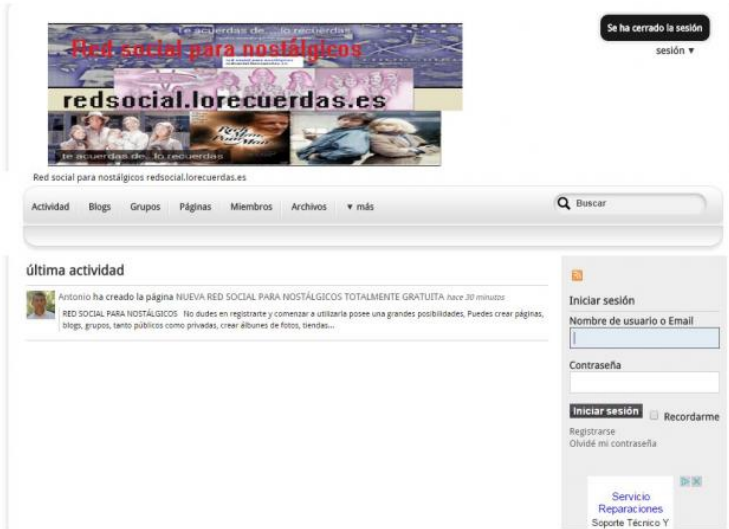 Te acuerdas de....lo recuerdas
Se ha cerrado la sesión
Red social para nostálgicos
sesión ▼
redsocial.lorecuerdas.es
te acuerdas de...lo recuerdas
Red social para nostálgicos redsocial.lorecuerdas.es
Actividad Blogs Grupos Páginas Miembros Archivos ▼ más
Buscar
última actividad
Antonio ha creado la página NUEVA RED SOCIAL PARA NOSTÁLGICOS TOTALMENTE GRATUITA hace 30 minutos
RED SOCIAL PARA NOSTÁLGICOS No dudes en registrarte y comenzar a utilizarla posee una grandes posibilidades, Puedes crear páginas,
blogs, grupos, tanto públicos como privadas, crear álbunes de fotos, tiendas...
Iniciar sesión
Nombre de usuario o Email
Contraseña
Iniciar sesión Recordarme
Registrarse
Olvidé mi contraseña
Servicio
Reparaciones
Soporte Técnico Y